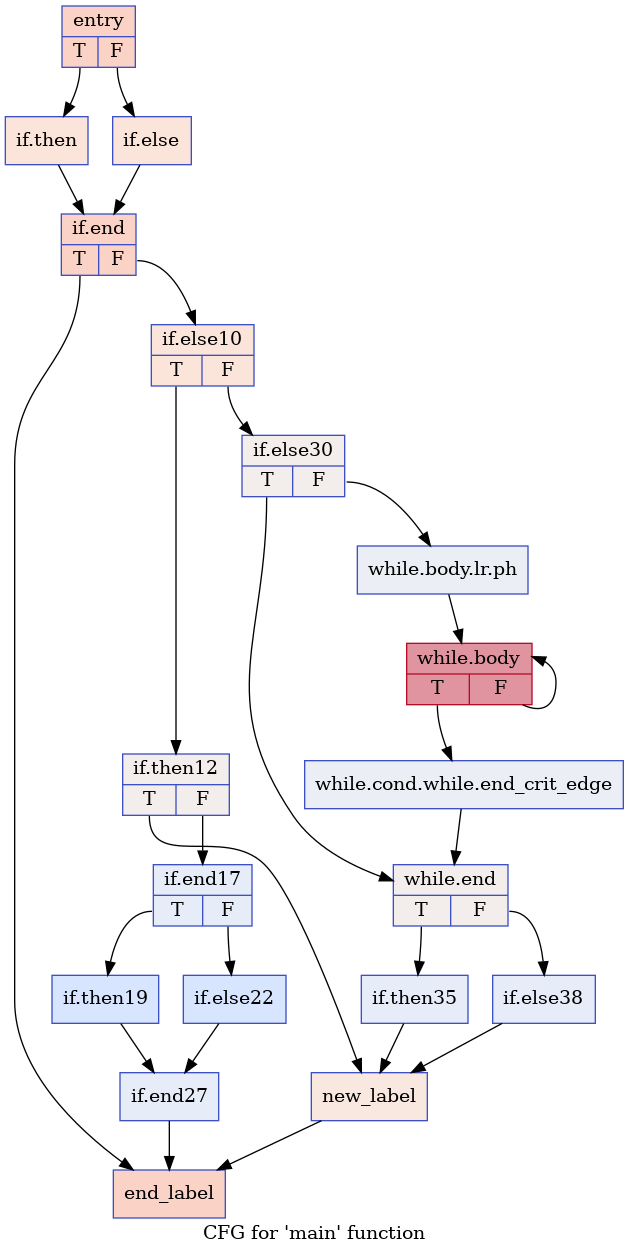 entry
T F
if.then
if.else
if.end
T F
if.else10
T F
if.else30
T F
while.body.lr.ph
while.body
T F
if.then12
T F
while.cond.while.end_crit_edge
if.end17
T F
while.end
T F
if.then19
if.else22
if.then35
if.else38
if.end27
new_label
end_label
CFG for 'main' function